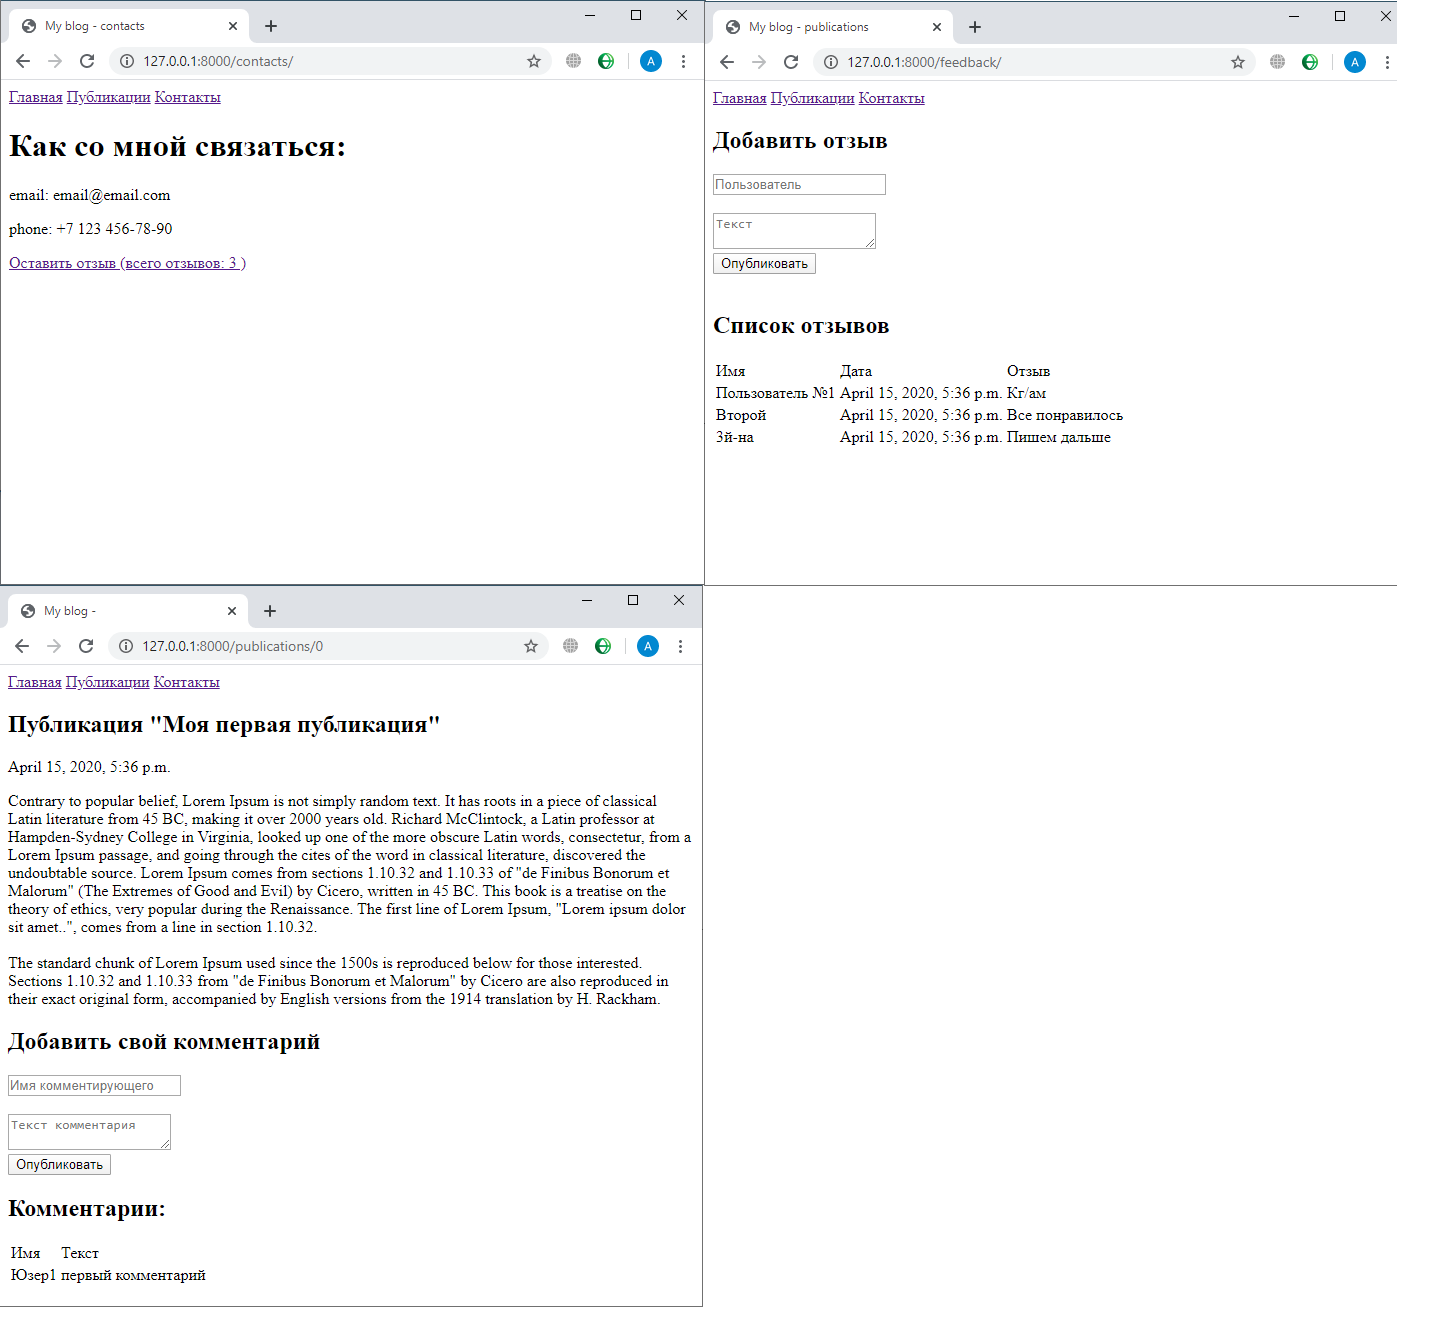 My blog - contacts
127.0.0.1:8000/contacts/
A
Главная Публикации Контакты
Как со мной связаться:
email: email@email.com
phone: +7 123 456-78-90
Оставить отзыв (всего отзывов: 3 )
My blog - publications
127.0.0.1:8000/feedback/
A
Главная Публикации Контакты
Добавить отзыв
Пользователь
Текст
Опубликовать
Список отзывов
Имя Дата Отзыв
Пользователь №1 April 15, 2020, 5:36 p.m. Кг/ам
Второй April 15, 2020, 5:36 p.m. Все понравилось
3й-на April 15, 2020, 5:36 p.m. Пишем дальше
My blog -
127.0.0.1:8000/publications/0
A
Главная Публикации Контакты
Публикация "Моя первая публикация"
April 15, 2020, 5:36 p.m.
Contrary to popular belief, Lorem Ipsum is not simply random text. It has roots in a piece of classical
Latin literature from 45 BC, making it over 2000 years old. Richard McClintock, a Latin professor at
Hampden-Sydney College in Virginia, looked up one of the more obscure Latin words, consectetur, from a
Lorem Ipsum passage, and going through the cites of the word in classical literature, discovered the
undoubtable source. Lorem Ipsum comes from sections 1.10.32 and 1.10.33 of "de Finibus Bonorum et
Malorum" (The Extremes of Good and Evil) by Cicero, written in 45 BC. This book is a treatise on the
theory of ethics, very popular during the Renaissance. The first line of Lorem Ipsum, "Lorem ipsum dolor
sit amet..", comes from a line in section 1.10.32.
The standard chunk of Lorem Ipsum used since the 1500s is reproduced below for those interested.
Sections 1.10.32 and 1.10.33 from "de Finibus Bonorum et Malorum" by Cicero are also reproduced in
their exact original form, accompanied by English versions from the 1914 translation by H. Rackham.
Добавить свой комментарий
Имя комментирующего
Текст комментария
Опубликовать
Комментарии:
Имя Текст
Юзер1 первый комментарий